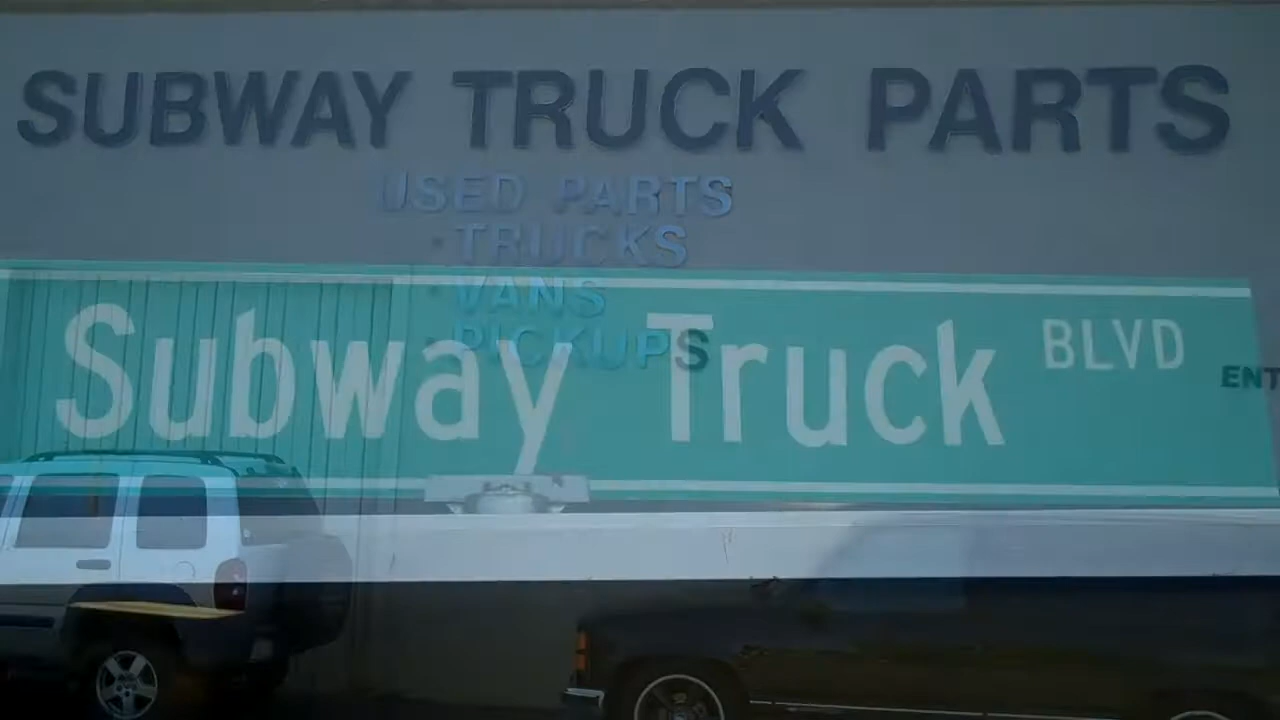 SUBWAY TRUCK PARTS
USED PARTS
· TRUCKS
· VANS
· PICKUPS
Subway Truck BLVD
ENT